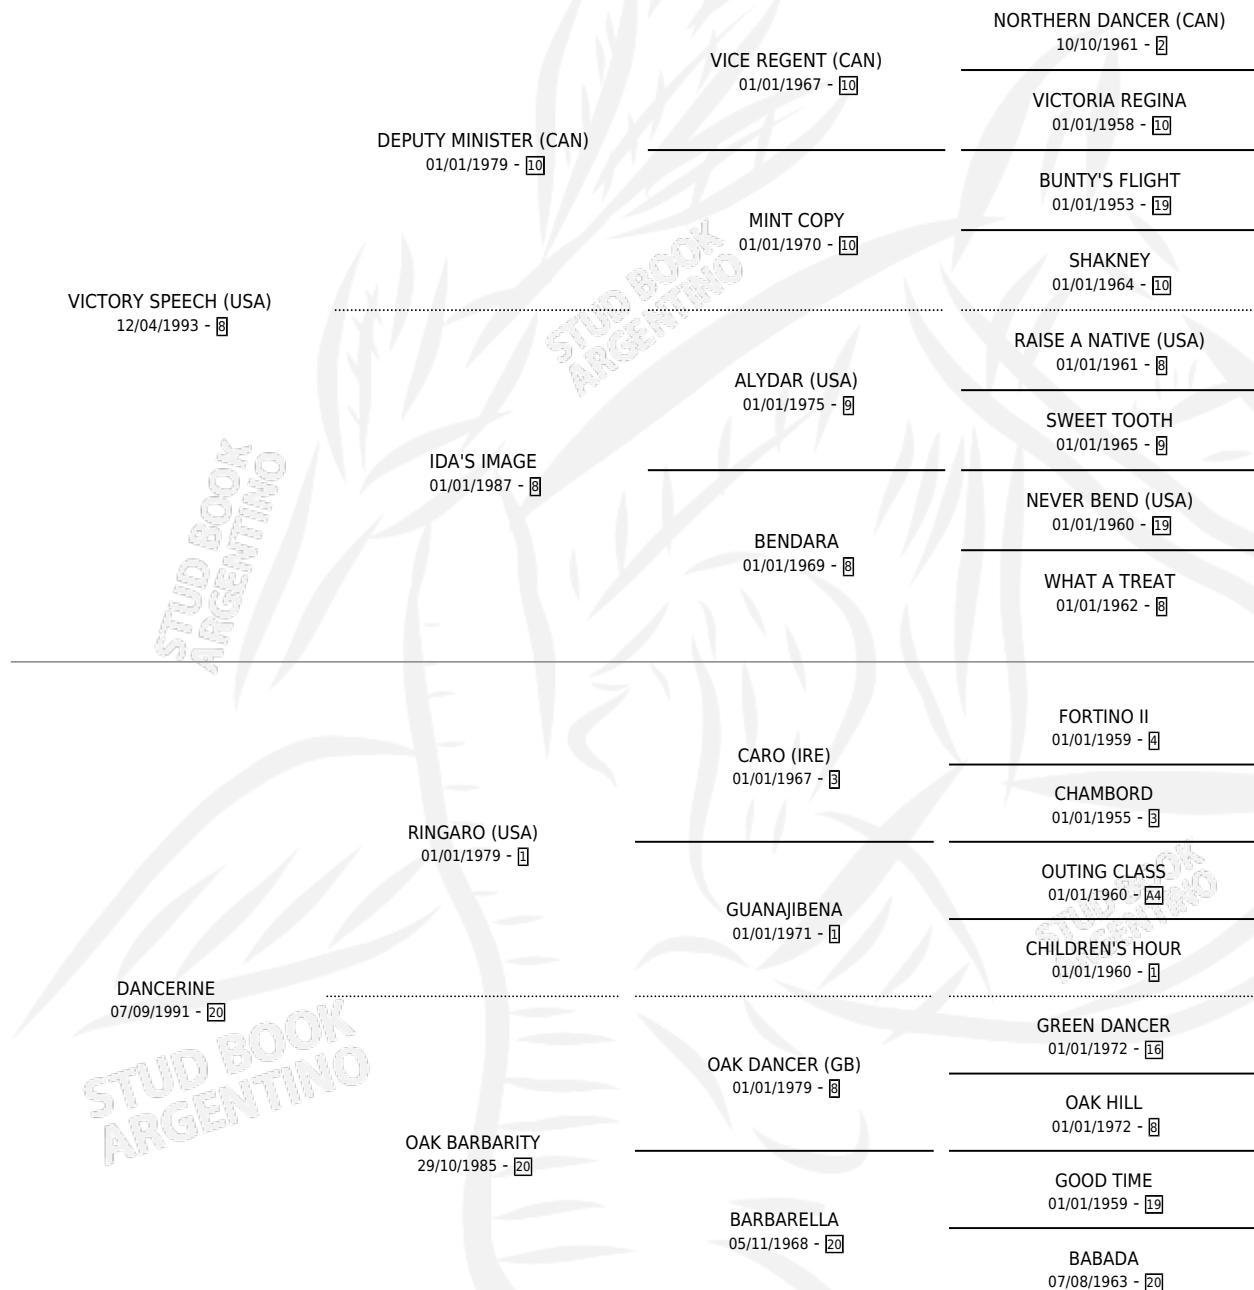 NORTHERN DANCER (CAN)
10/10/1961 - 2
VICE REGENT (CAN)
01/01/1967 - 10
VICTORIA REGINA
01/01/1958 - 10
DEPUTY MINISTER (CAN)
01/01/1979 - 10
BUNTY'S FLIGHT
01/01/1953 - 19
MINT COPY
01/01/1970 - 10
SHAKNEY
01/01/1964 - 10
VICTORY SPEECH (USA)
12/04/1993 - 8
RAISE A NATIVE (USA)
01/01/1961 - 8
ALYDAR (USA)
01/01/1975 - 9
SWEET TOOTH
01/01/1965 - 9
IDA'S IMAGE
01/01/1987 - 8
NEVER BEND (USA)
01/01/1960 - 19
BENDARA
01/01/1969 - 8
WHAT A TREAT
01/01/1962 - 8
FORTINO II
01/01/1959 - 4
CARO (IRE)
01/01/1967 - 3
CHAMBORD
01/01/1955 - 3
RINGARO (USA)
01/01/1979 - 1
OUTING CLASS
01/01/1960 - A4
GUANAJIBENA
01/01/1971 - 1
CHILDREN'S HOUR
01/01/1960 - 1
DANCERINE
07/09/1991 - 20
GREEN DANCER
01/01/1972 - 16
OAK DANCER (GB)
01/01/1979 - 8
OAK HILL
01/01/1972 - 8
OAK BARBARITY
29/10/1985 - 20
GOOD TIME
01/01/1959 - 19
BARBARELLA
05/11/1968 - 20
BABADA
07/08/1963 - 20
STUD BOOK
ARGENTINO
STUD BOOK
ARGENTINO
STUD BOOK
ARGENTINO
STUD BOOK
ARGENTINO